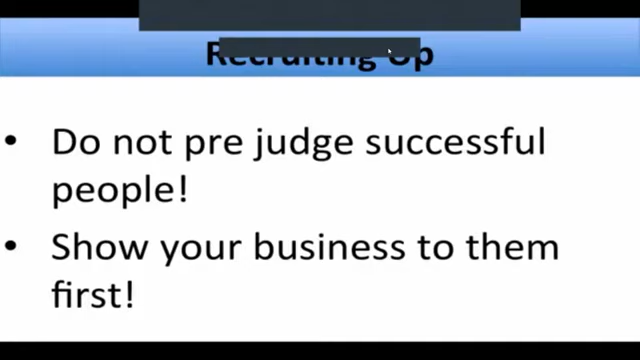 Recruiting Up
• Do not pre judge successful
people!
• Show your business to them
first!